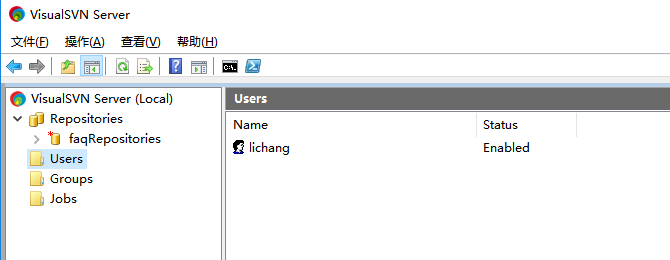 VisualSVN Server
文件(F) 操作(A) 查看(V) 帮助(H)
VisualSVN Server (Local)
Repositories
faqRepositories
Users
Groups
Jobs
Users
Name Status
lichang Enabled